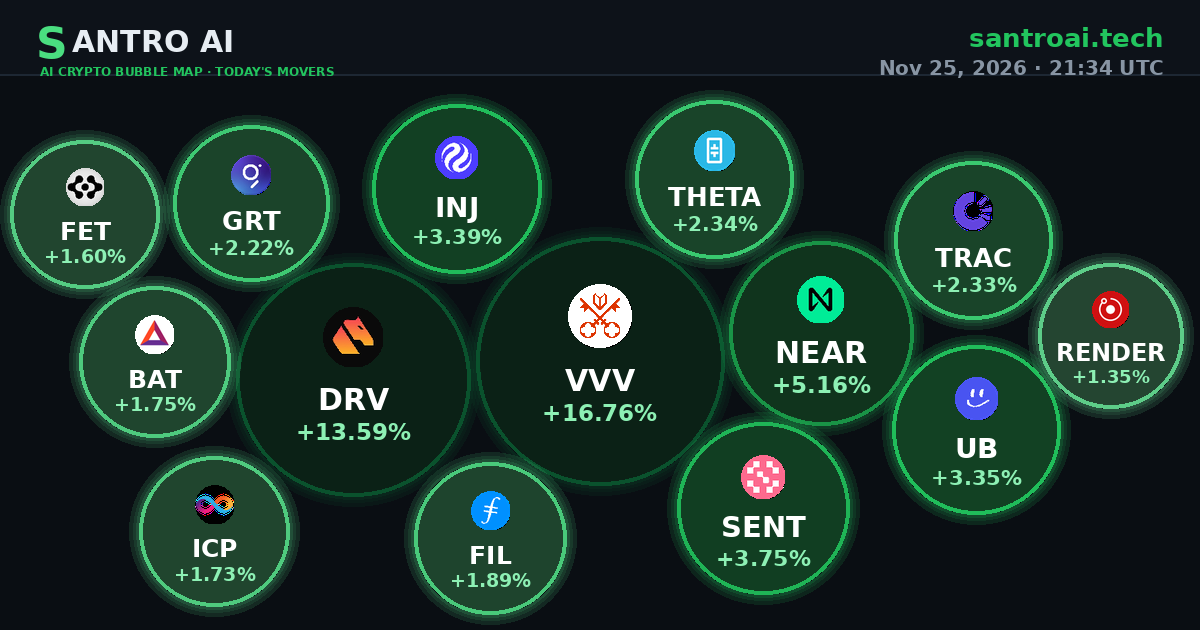 SANTRO AI
AI CRYPTO BUBBLE MAP · TODAY'S MOVERS
santroai.tech
Nov 25, 2026 · 21:34 UTC
FET
+1.60%
GRT
+2.22%
INJ
+3.39%
THETA
+2.34%
TRAC
+2.33%
RENDER
+1.35%
BAT
+1.75%
DRV
+13.59%
VVV
+16.76%
NEAR
+5.16%
UB
+3.35%
ICP
+1.73%
FIL
+1.89%
SENT
+3.75%